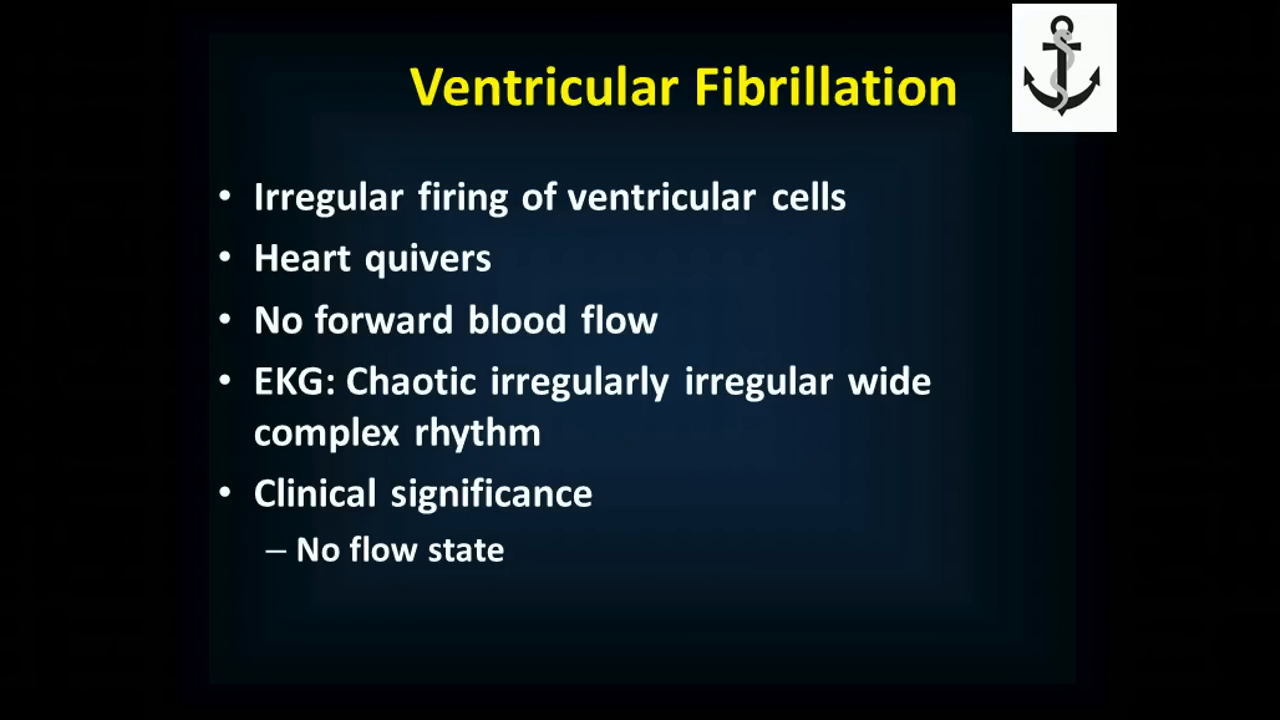 Ventricular Fibrillation
• Irregular firing of ventricular cells
• Heart quivers
• No forward blood flow
• EKG: Chaotic irregularly irregular wide
complex rhythm
• Clinical significance
– No flow state